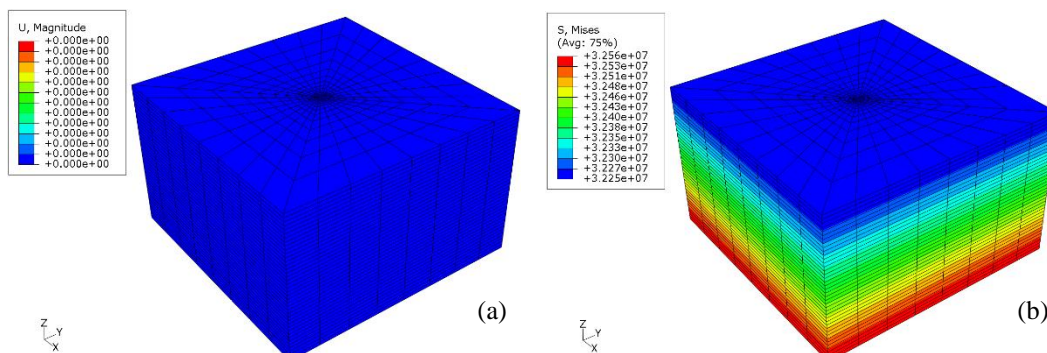 U, Magnitude
+0.000e+00
+0.000e+00
+0.000e+00
+0.000e+00
+0.000e+00
+0.000e+00
+0.000e+00
+0.000e+00
+0.000e+00
+0.000e+00
+0.000e+00
+0.000e+00
+0.000e+00
Z
Y
X
(a)
S, Mises
(Avg: 75%)
+3.256e+07
+3.253e+07
+3.251e+07
+3.248e+07
+3.246e+07
+3.243e+07
+3.240e+07
+3.238e+07
+3.235e+07
+3.233e+07
+3.230e+07
+3.227e+07
+3.225e+07
Z
Y
X
(b)